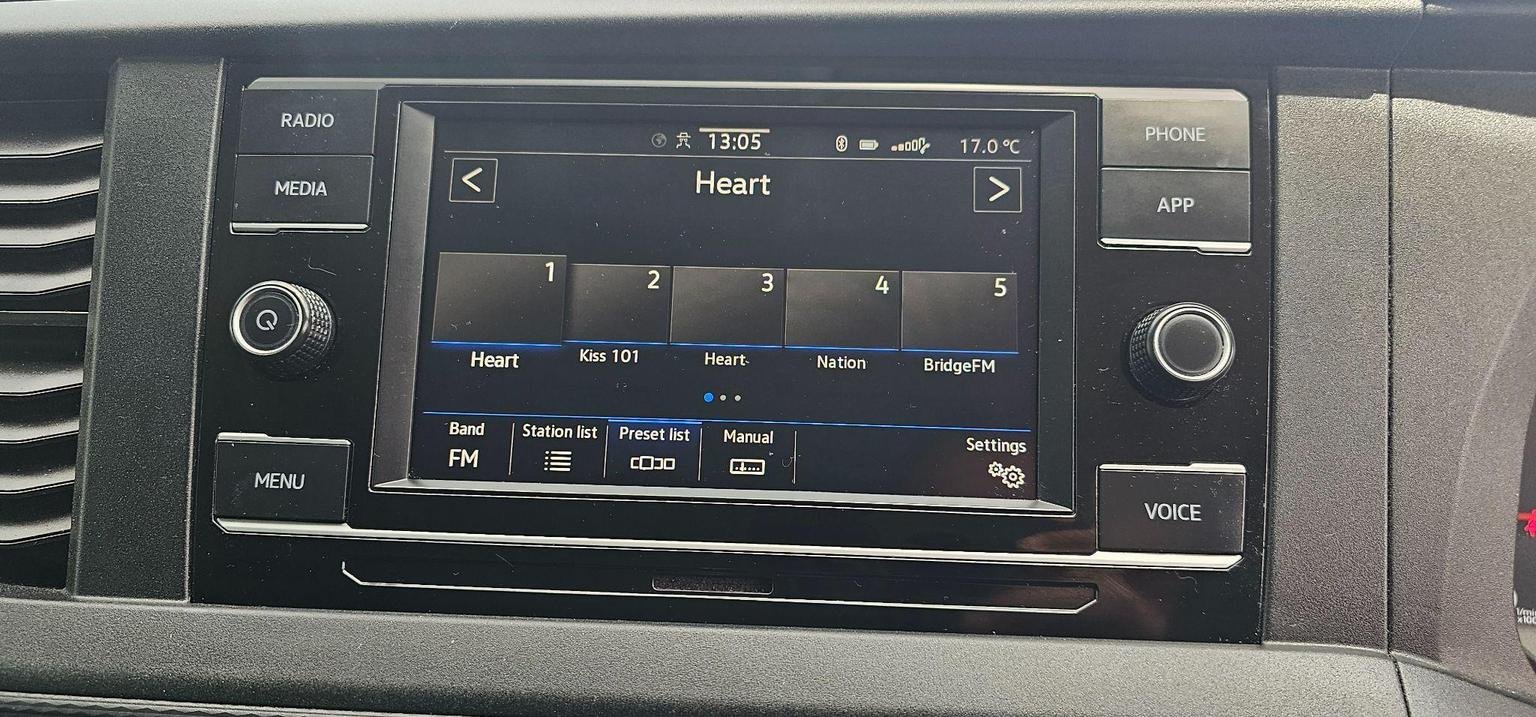 RADIO
MEDIA
MENU
13:05
17.0 °C
<
Heart
>
1
2
3
4
5
Heart
Kiss 101
Heart
Nation
BridgeFM
Band
FM
Station list
Preset list
Manual
Settings
PHONE
APP
VOICE